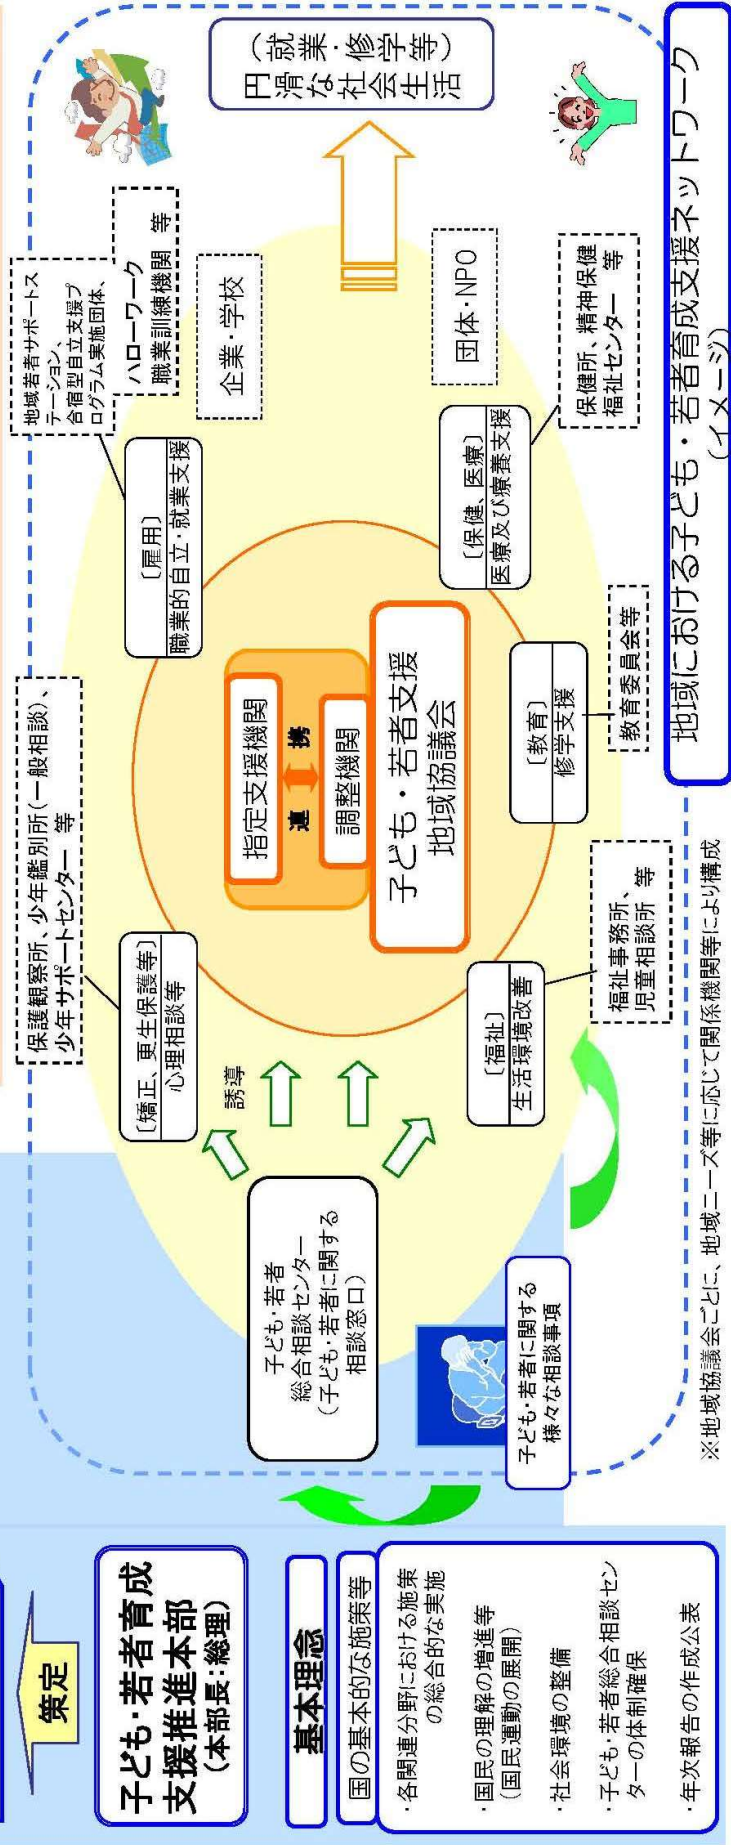 策定
子ども・若者育成
支援推進本部
（本部長：総理）
基本理念
国の基本的な施策等
・各関連分野における施策
の総合的な実施
・国民の理解の増進等
（国民運動の展開）
・社会環境の整備
・子ども・若者総合相談セン
ターの体制確保
・年次報告の作成公表
子ども・若者
総合相談センター
（子ども・若者に関する
相談窓口）
子ども・若者に関する
様々な相談事項
誘導
保護観察所、少年鑑別所（一般相談）、
少年サポートセンター　等
〔矯正、更生保護等〕
心理相談等
〔福祉〕
生活環境改善
福祉事務所、
児童相談所　等
指定支援機関
連　携
調整機関
子ども・若者支援
地域協議会
〔教育〕
修学支援
教育委員会等
〔雇用〕
職業的自立・就業支援
地域若者サポートス
テーション、
合宿型自立支援プ
ログラム実施団体、
ハローワーク
職業訓練機関　等
企業・学校
団体・NPO
〔保健、医療〕
医療及び療養支援
保健所、精神保健
福祉センター　等
（就業・修学等）
円滑な社会生活
地域における子ども・若者育成支援ネットワーク
（イメージ）
※地域協議会ごとに、地域ニーズ等に応じて関係機関等により構成